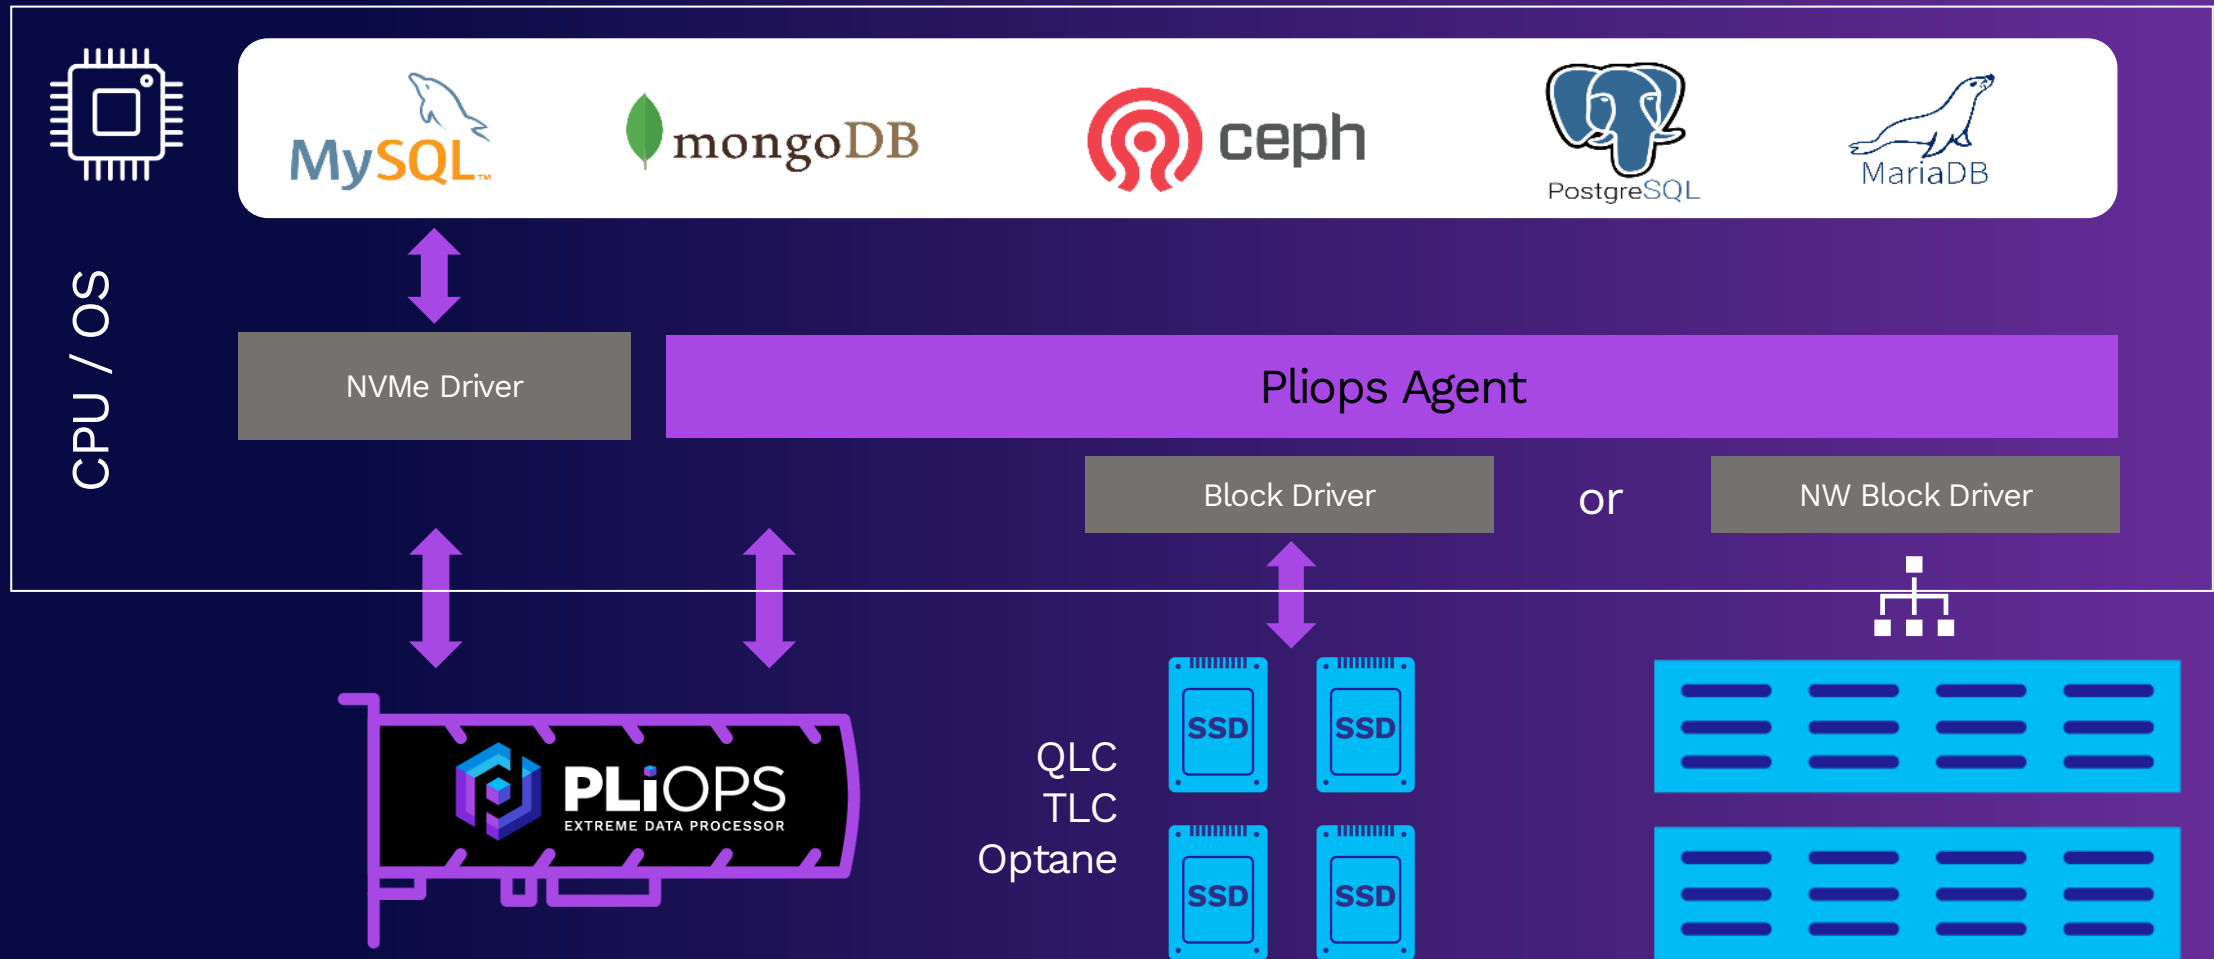 MySQL™
mongoDB
ceph
PostgreSQL
MariaDB
CPU / OS
NVMe Driver
Pliops Agent
Block Driver
or
NW Block Driver
PLiOPS
EXTREME DATA PROCESSOR
QLC
TLC
Optane
SSD
SSD
SSD
SSD